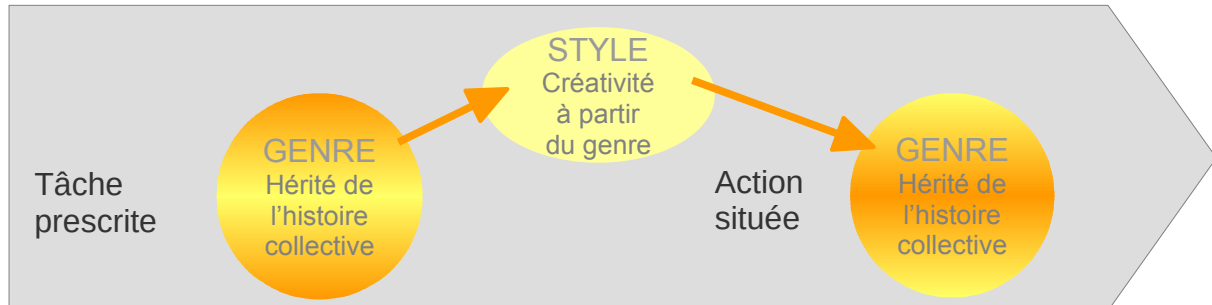 Tâche
prescrite
GENRE
Hérité de
l’histoire
collective
STYLE
Créativité
à partir
du genre
Action
située
GENRE
Hérité de
l’histoire
collective